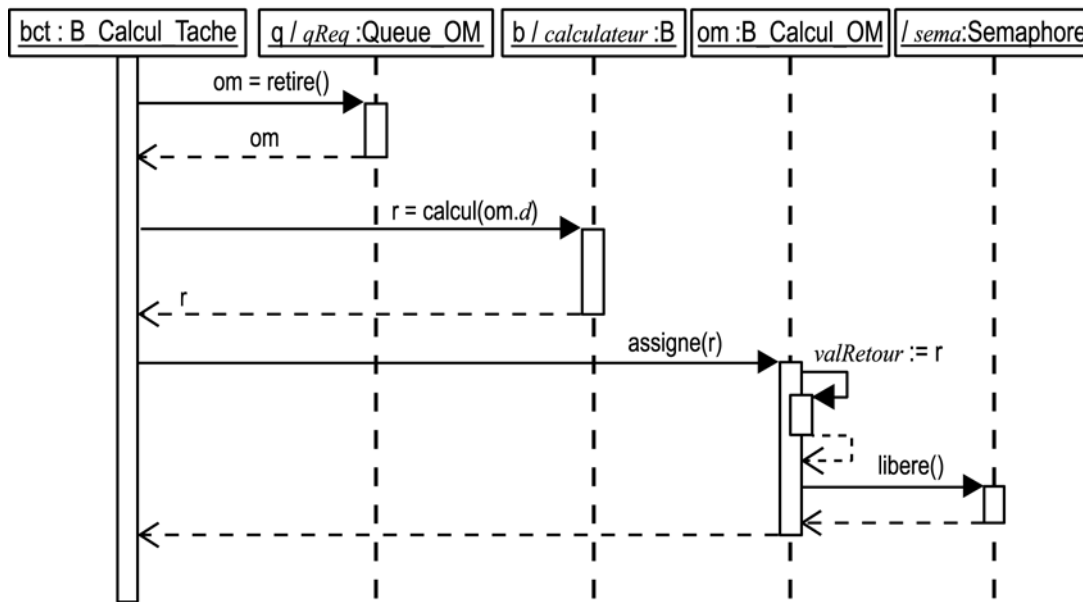 bct : B_Calcul_Tache
q / qReq :Queue_OM
b / calculateur :B
om :B_Calcul_OM
/ sema:Semaphore
om = retire()
om
r = calcul(om.d)
r
assigne(r)
valRetour := r
libere()